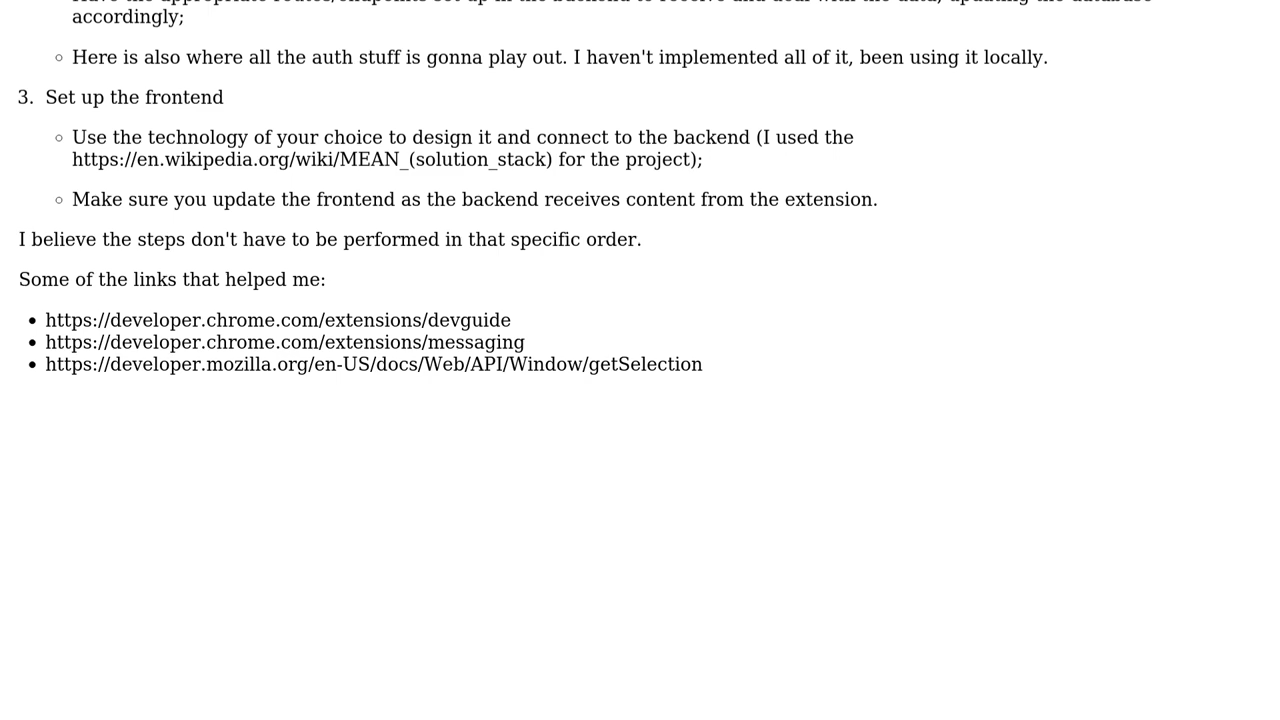 accordingly;
Here is also where all the auth stuff is gonna play out. I haven't implemented all of it, been using it locally.
3. Set up the frontend
Use the technology of your choice to design it and connect to the backend (I used the
https://en.wikipedia.org/wiki/MEAN_(solution_stack) for the project);
Make sure you update the frontend as the backend receives content from the extension.
I believe the steps don't have to be performed in that specific order.
Some of the links that helped me:
https://developer.chrome.com/extensions/devguide
https://developer.chrome.com/extensions/messaging
https://developer.mozilla.org/en-US/docs/Web/API/Window/getSelection